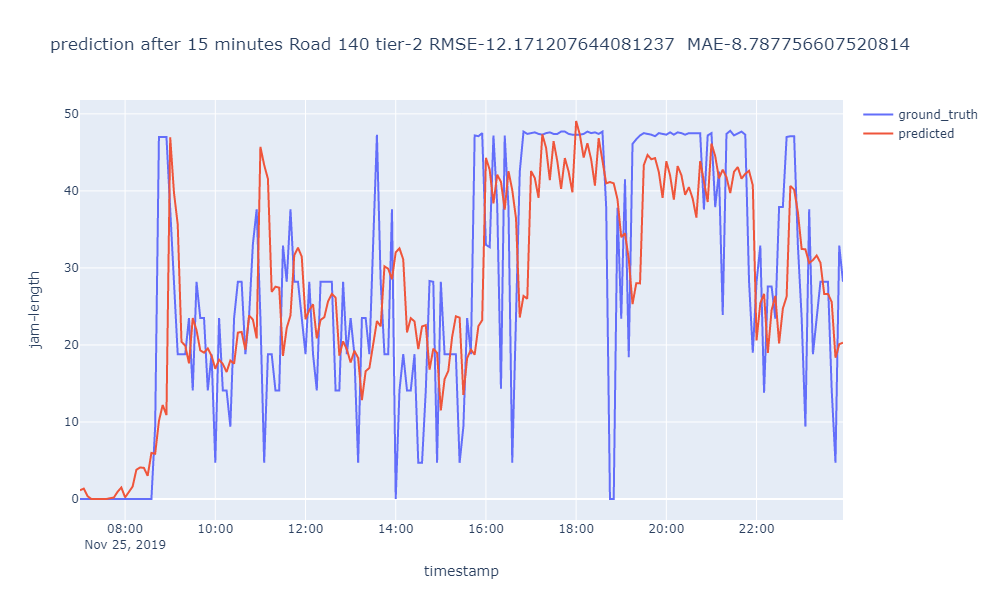 prediction after 15 minutes Road 140 tier-2 RMSE-12.171207644081237  MAE-8.787756607520814
ground_truth
predicted
50
40
30
20
10
0
jam-length
08:00 10:00 12:00 14:00 16:00 18:00 20:00 22:00
Nov 25, 2019
timestamp